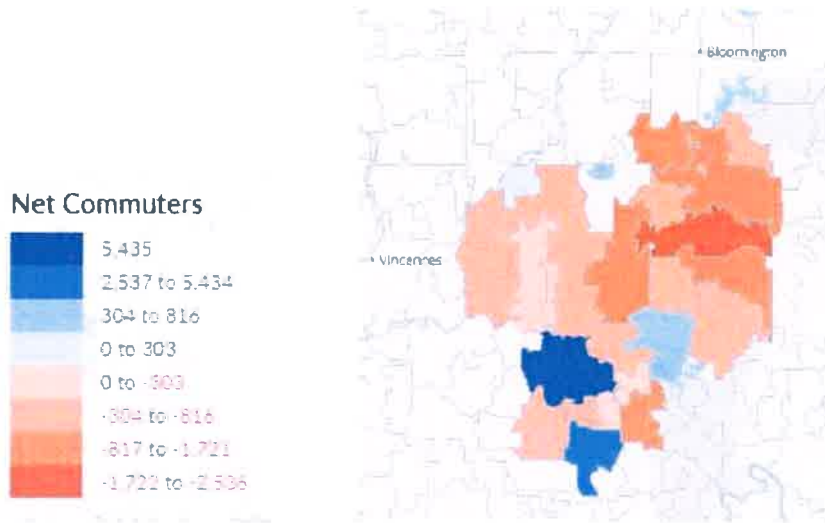 Bloomington
Net Commuters
5,435
Vincennes
2,537 to 5,434
304 to 816
0 to 303
0 to -303
-304 to -816
-817 to -1,721
-1,722 to -2,536